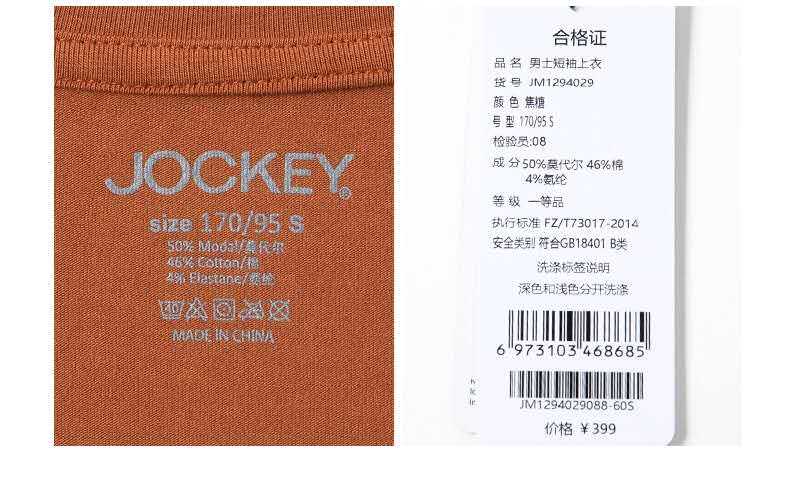 JOCKEY®
size 170/95 S
50% Modal/莫代尔
46% Cotton/棉
4% Elastane/氨纶
40
MADE IN CHINA
合格证
品 名 男士短袖上衣
货 号 JM1294029
颜 色 焦糖
号 型 170/95 S
检验员:08
成 分 50%莫代尔 46%棉
4%氨纶
等 级 一等品
执行标准 FZ/T73017-2014
安全类别 符合GB18401 B类
洗涤标签说明
深色和浅色分开洗涤
6 973103 468685
JM1294029088-60S
价格 ¥399